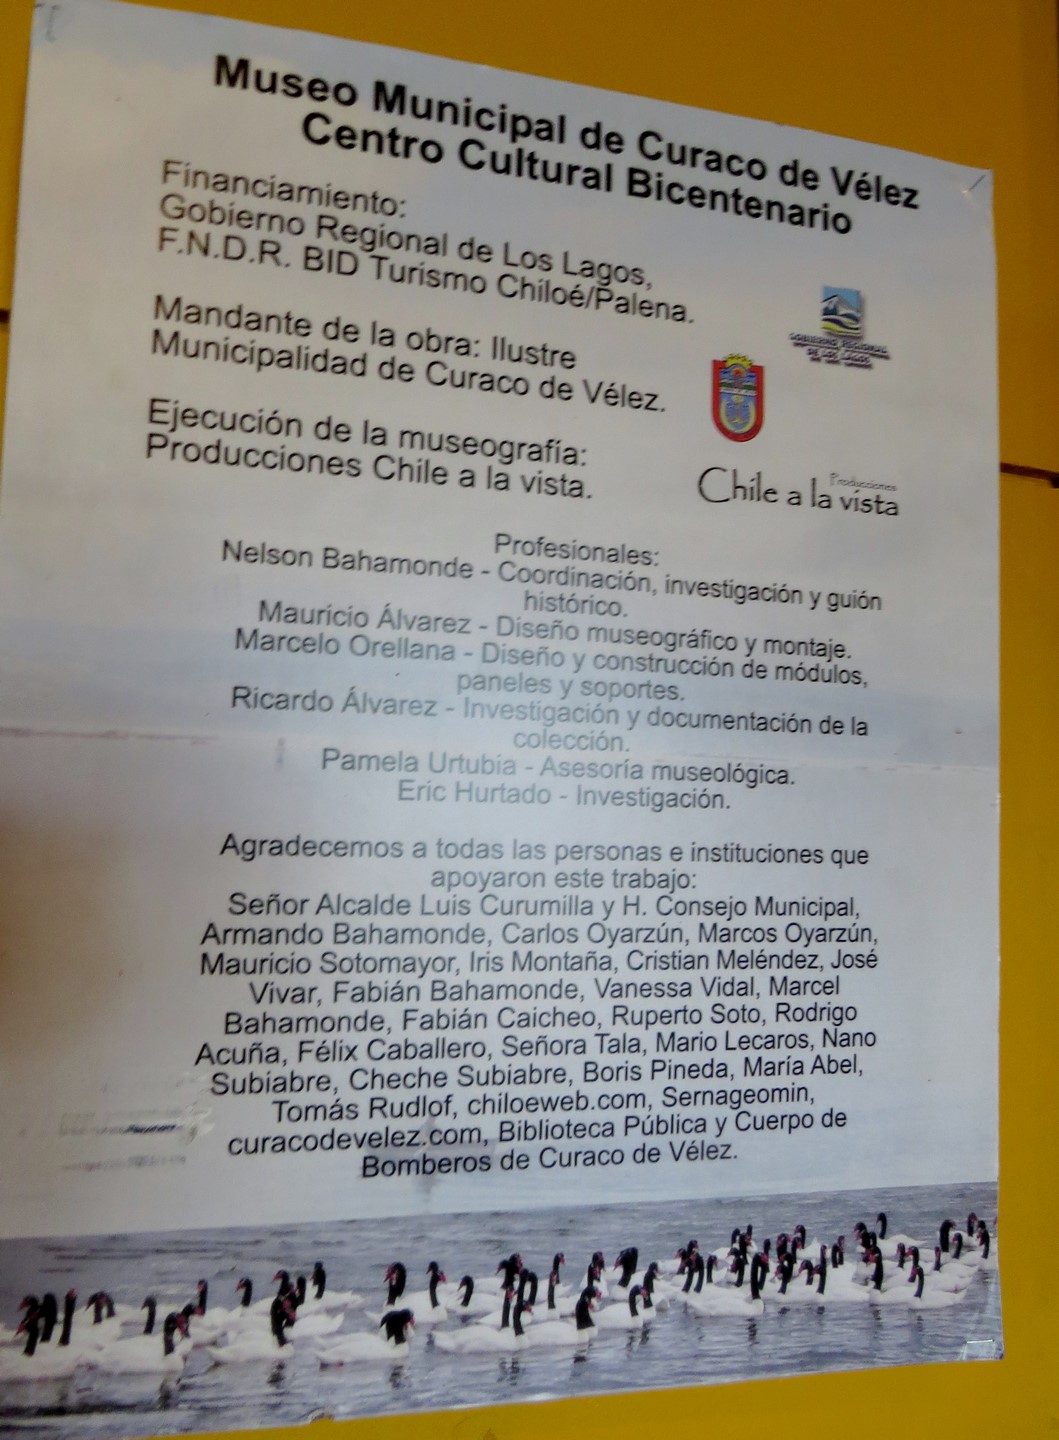 Museo Municipal de Curaco de Vélez
Centro Cultural Bicentenario
Financiamiento:
Gobierno Regional de Los Lagos,
F.N.D.R. BID Turismo Chiloé/Palena.
Mandante de la obra: Ilustre
Municipalidad de Curaco de Vélez.
Ejecución de la museografía:
Producciones Chile a la vista.
GOBIERNO REGIONAL
DE LOS LAGOS
Producciones
Chile a la vista
Profesionales:
Nelson Bahamonde - Coordinación, investigación y guión
histórico.
Mauricio Álvarez - Diseño museográfico y montaje.
Marcelo Orellana - Diseño y construcción de módulos,
paneles y soportes.
Ricardo Álvarez - Investigación y documentación de la
colección.
Pamela Urtubia - Asesoría museológica.
Eric Hurtado - Investigación.
Agradecemos a todas las personas e instituciones que
apoyaron este trabajo:
Señor Alcalde Luis Curumilla y H. Consejo Municipal,
Armando Bahamonde, Carlos Oyarzún, Marcos Oyarzún,
Mauricio Sotomayor, Iris Montaña, Cristian Meléndez, José
Vivar, Fabián Bahamonde, Vanessa Vidal, Marcel
Bahamonde, Fabián Caicheo, Ruperto Soto, Rodrigo
Acuña, Félix Caballero, Señora Tala, Mario Lecaros, Nano
Subiabre, Cheche Subiabre, Boris Pineda, María Abel,
Tomás Rudlof, chiloeweb.com, Sernageomin,
curacodevelez.com, Biblioteca Pública y Cuerpo de
Bomberos de Curaco de Vélez.